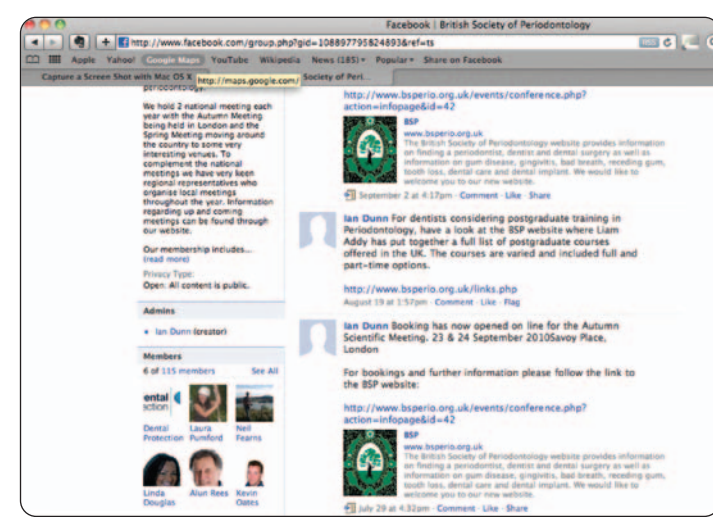 Facebook | British Society of Periodontology
http://www.facebook.com/group.php?gid=108897795824893&ref=ts
RSS
Apple Yahoo! Google Maps YouTube Wikipedia News (185) Popular Share on Facebook
Capture a Screen Shot with Mac OS X http://maps.google.com/ Society of Peri...
periodontology.
We hold 2 national meeting each
year with the Autumn Meeting
being held in London and the
Spring Meeting moving around
the country to some very
interesting venues. To
complement the national
meetings we have very keen
regional representatives who
organise local meetings
throughout the year. Information
regarding up and coming
meetings can be found through
our website.
Our membership includes...
(read more)
Privacy Type:
Open: All content is public.
Admins
Ian Dunn (creator)
Members
6 of 115 members See All
ental
ection
Dental
Protection
Laura
Pumford
Neil
Fearns
Linda
Douglas
Alun Rees
Kevin
Oates
http://www.bsperio.org.uk/events/conference.php?
action=infopage&id=42
BSP
www.bsperio.org.uk
The British Society of Periodontology website provides information
on finding a periodontist, dentist and dental surgery as well as
information on gum disease, gingivitis, bad breath, receding gum,
tooth loss, dental care and dental implant. We would like to
welcome you to our new website.
September 2 at 4:17pm · Comment · Like · Share
Ian Dunn For dentists considering postgraduate training in
Periodontology, have a look at the BSP website where Liam
Addy has put together a full list of postgraduate courses
offered in the UK. The courses are varied and included full and
part-time options.
http://www.bsperio.org.uk/links.php
August 19 at 1:57pm · Comment · Like · Flag
Ian Dunn Booking has now opened on line for the Autumn
Scientific Meeting. 23 & 24 September 2010Savoy Place,
London
For bookings and further information please follow the link to
the BSP website:
http://www.bsperio.org.uk/events/conference.php?
action=infopage&id=42
BSP
www.bsperio.org.uk
The British Society of Periodontology website provides information
on finding a periodontist, dentist and dental surgery as well as
information on gum disease, gingivitis, bad breath, receding gum,
tooth loss, dental care and dental implant. We would like to
welcome you to our new website.
July 29 at 4:32pm · Comment · Like · Share